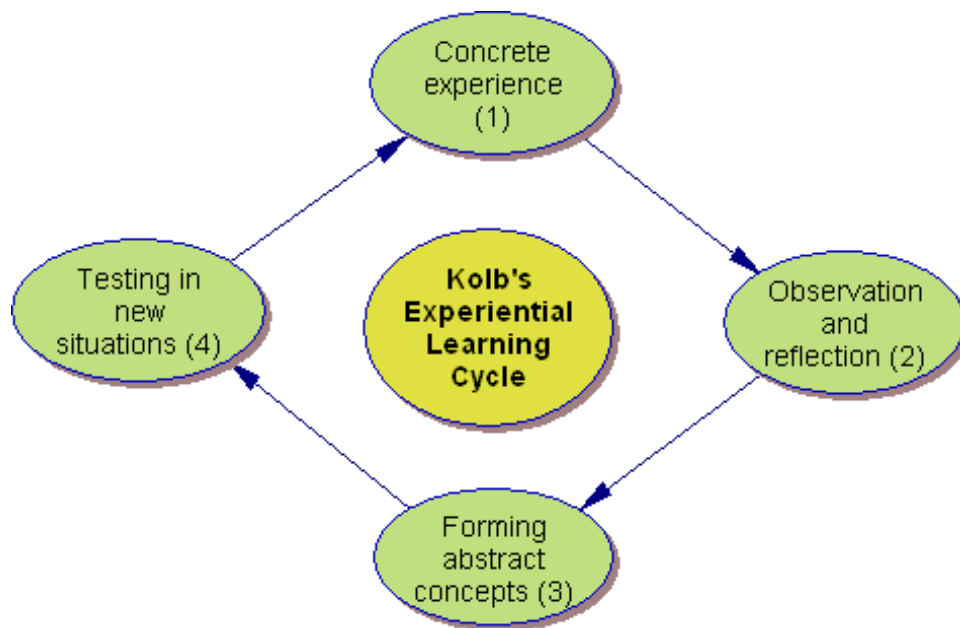 Concrete
experience
(1)
Testing in
new
situations (4)
Kolb's
Experiential
Learning
Cycle
Observation
and
reflection (2)
Forming
abstract
concepts (3)